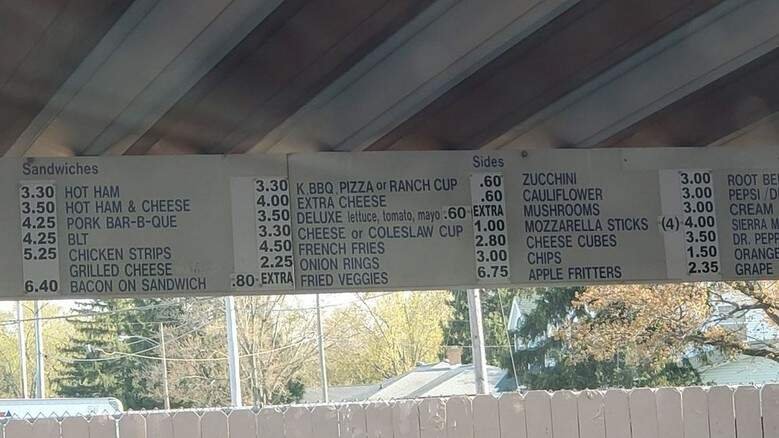 Sandwiches
3.30
3.50
4.25
4.25
5.25
6.40
HOT HAM 3.30
HOT HAM & CHEESE 4.00
PORK BAR-B-QUE 3.50
BLT 3.30
CHICKEN STRIPS 4.50
GRILLED CHEESE 2.25
BACON ON SANDWICH .80 EXTRA
Sides
K,BBQ,PIZZA or RANCH CUP .60
EXTRA CHEESE .60
DELUXE lettuce, tomato, mayo .60 EXTRA
CHEESE or COLESLAW CUP 1.00
FRENCH FRIES 2.80
ONION RINGS 3.00
FRIED VEGGIES 6.75
ZUCCHINI 3.00
CAULIFLOWER 3.00
MUSHROOMS 3.00
MOZZARELLA STICKS (4) 4.00
CHEESE CUBES 3.50
CHIPS 1.50
APPLE FRITTERS 2.35
ROOT BE
PEPSI /D
CREAM
SIERRA M
DR. PEPP
ORANGE
GRAPE